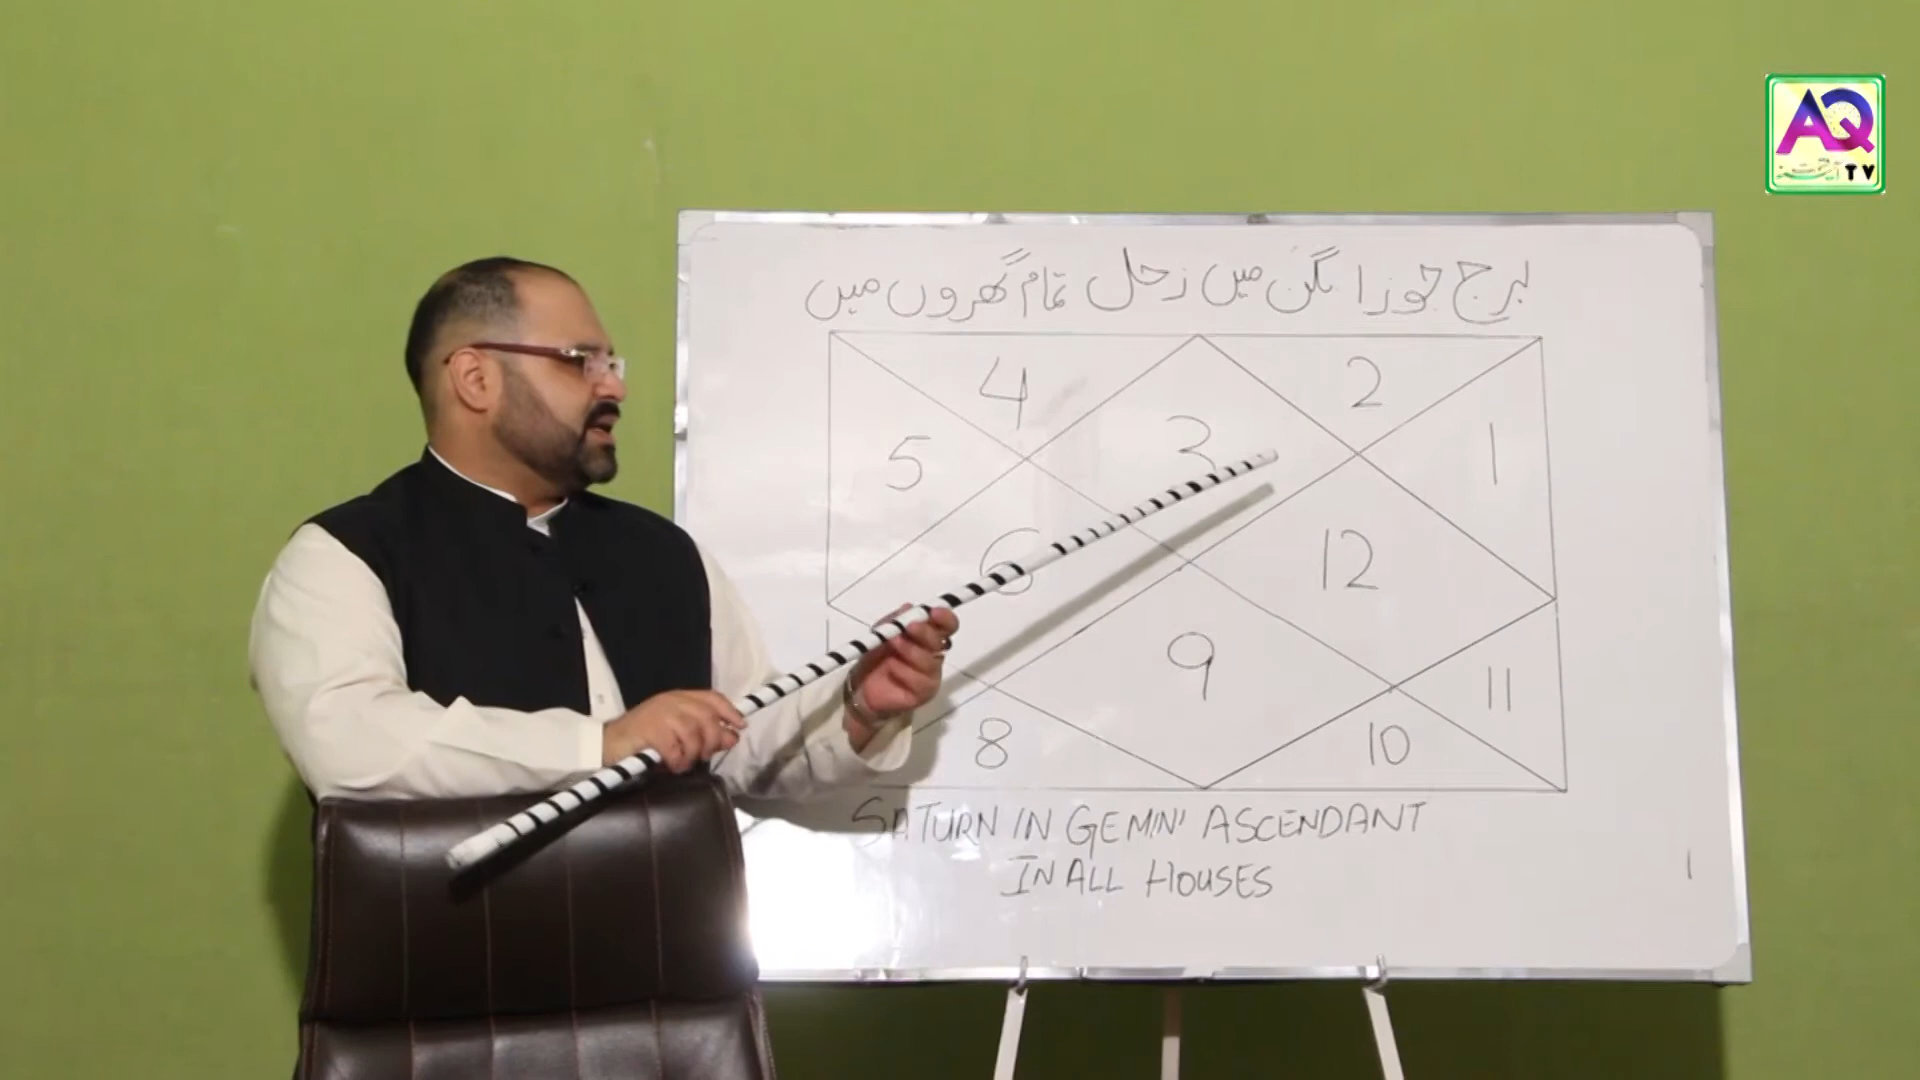 AQ
TV
برج جوزا لگن میں زحل تمام گھروں میں
4
2
5
3
1
6
12
9
11
8
10
SATURN IN GEMINI ASCENDANT
IN ALL HOUSES